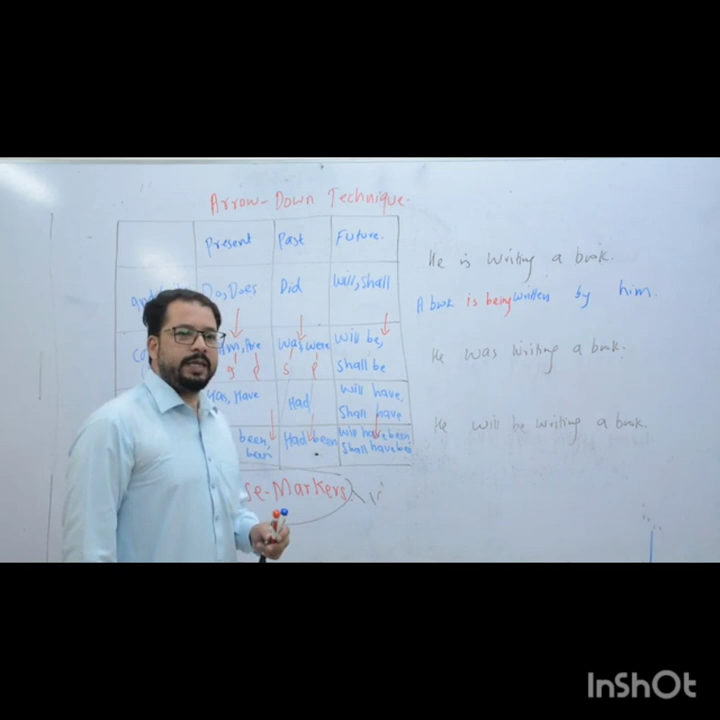 Arrow-Down Technique.
Present Past Future.
Do, Does Did Will, Shall
Am, Are Was, Were Will be,
s p s p Shall be
Has, Have Had Will have,
Shall have
been, Had been Will have been
been Shall have been
se-Markers
He is writing a book.
A book is being written by him.
He was writing a book.
He will be writing a book.
InShOt